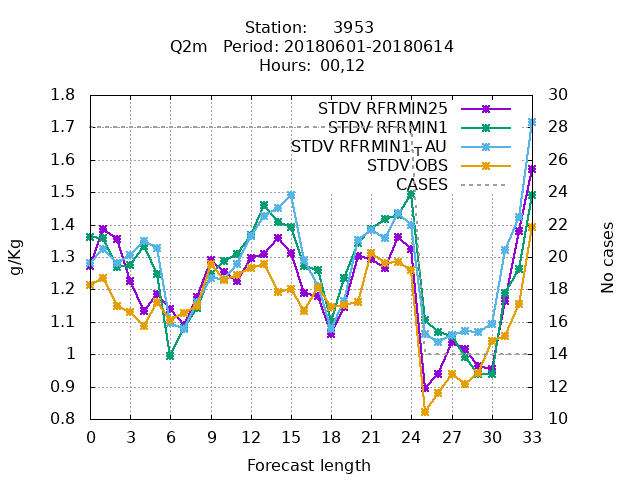 Station:     3953
Q2m   Period: 20180601-20180614
Hours:  00,12
STDV RFRMIN25
STDV RFRMIN1
STDV RFRMIN1_TAU
STDV OBS
CASES
g/Kg
1.8
1.7
1.6
1.5
1.4
1.3
1.2
1.1
1
0.9
0.8
30
28
26
24
22
20
18
16
14
12
10
No cases
0 3 6 9 12 15 18 21 24 27 30 33
Forecast length